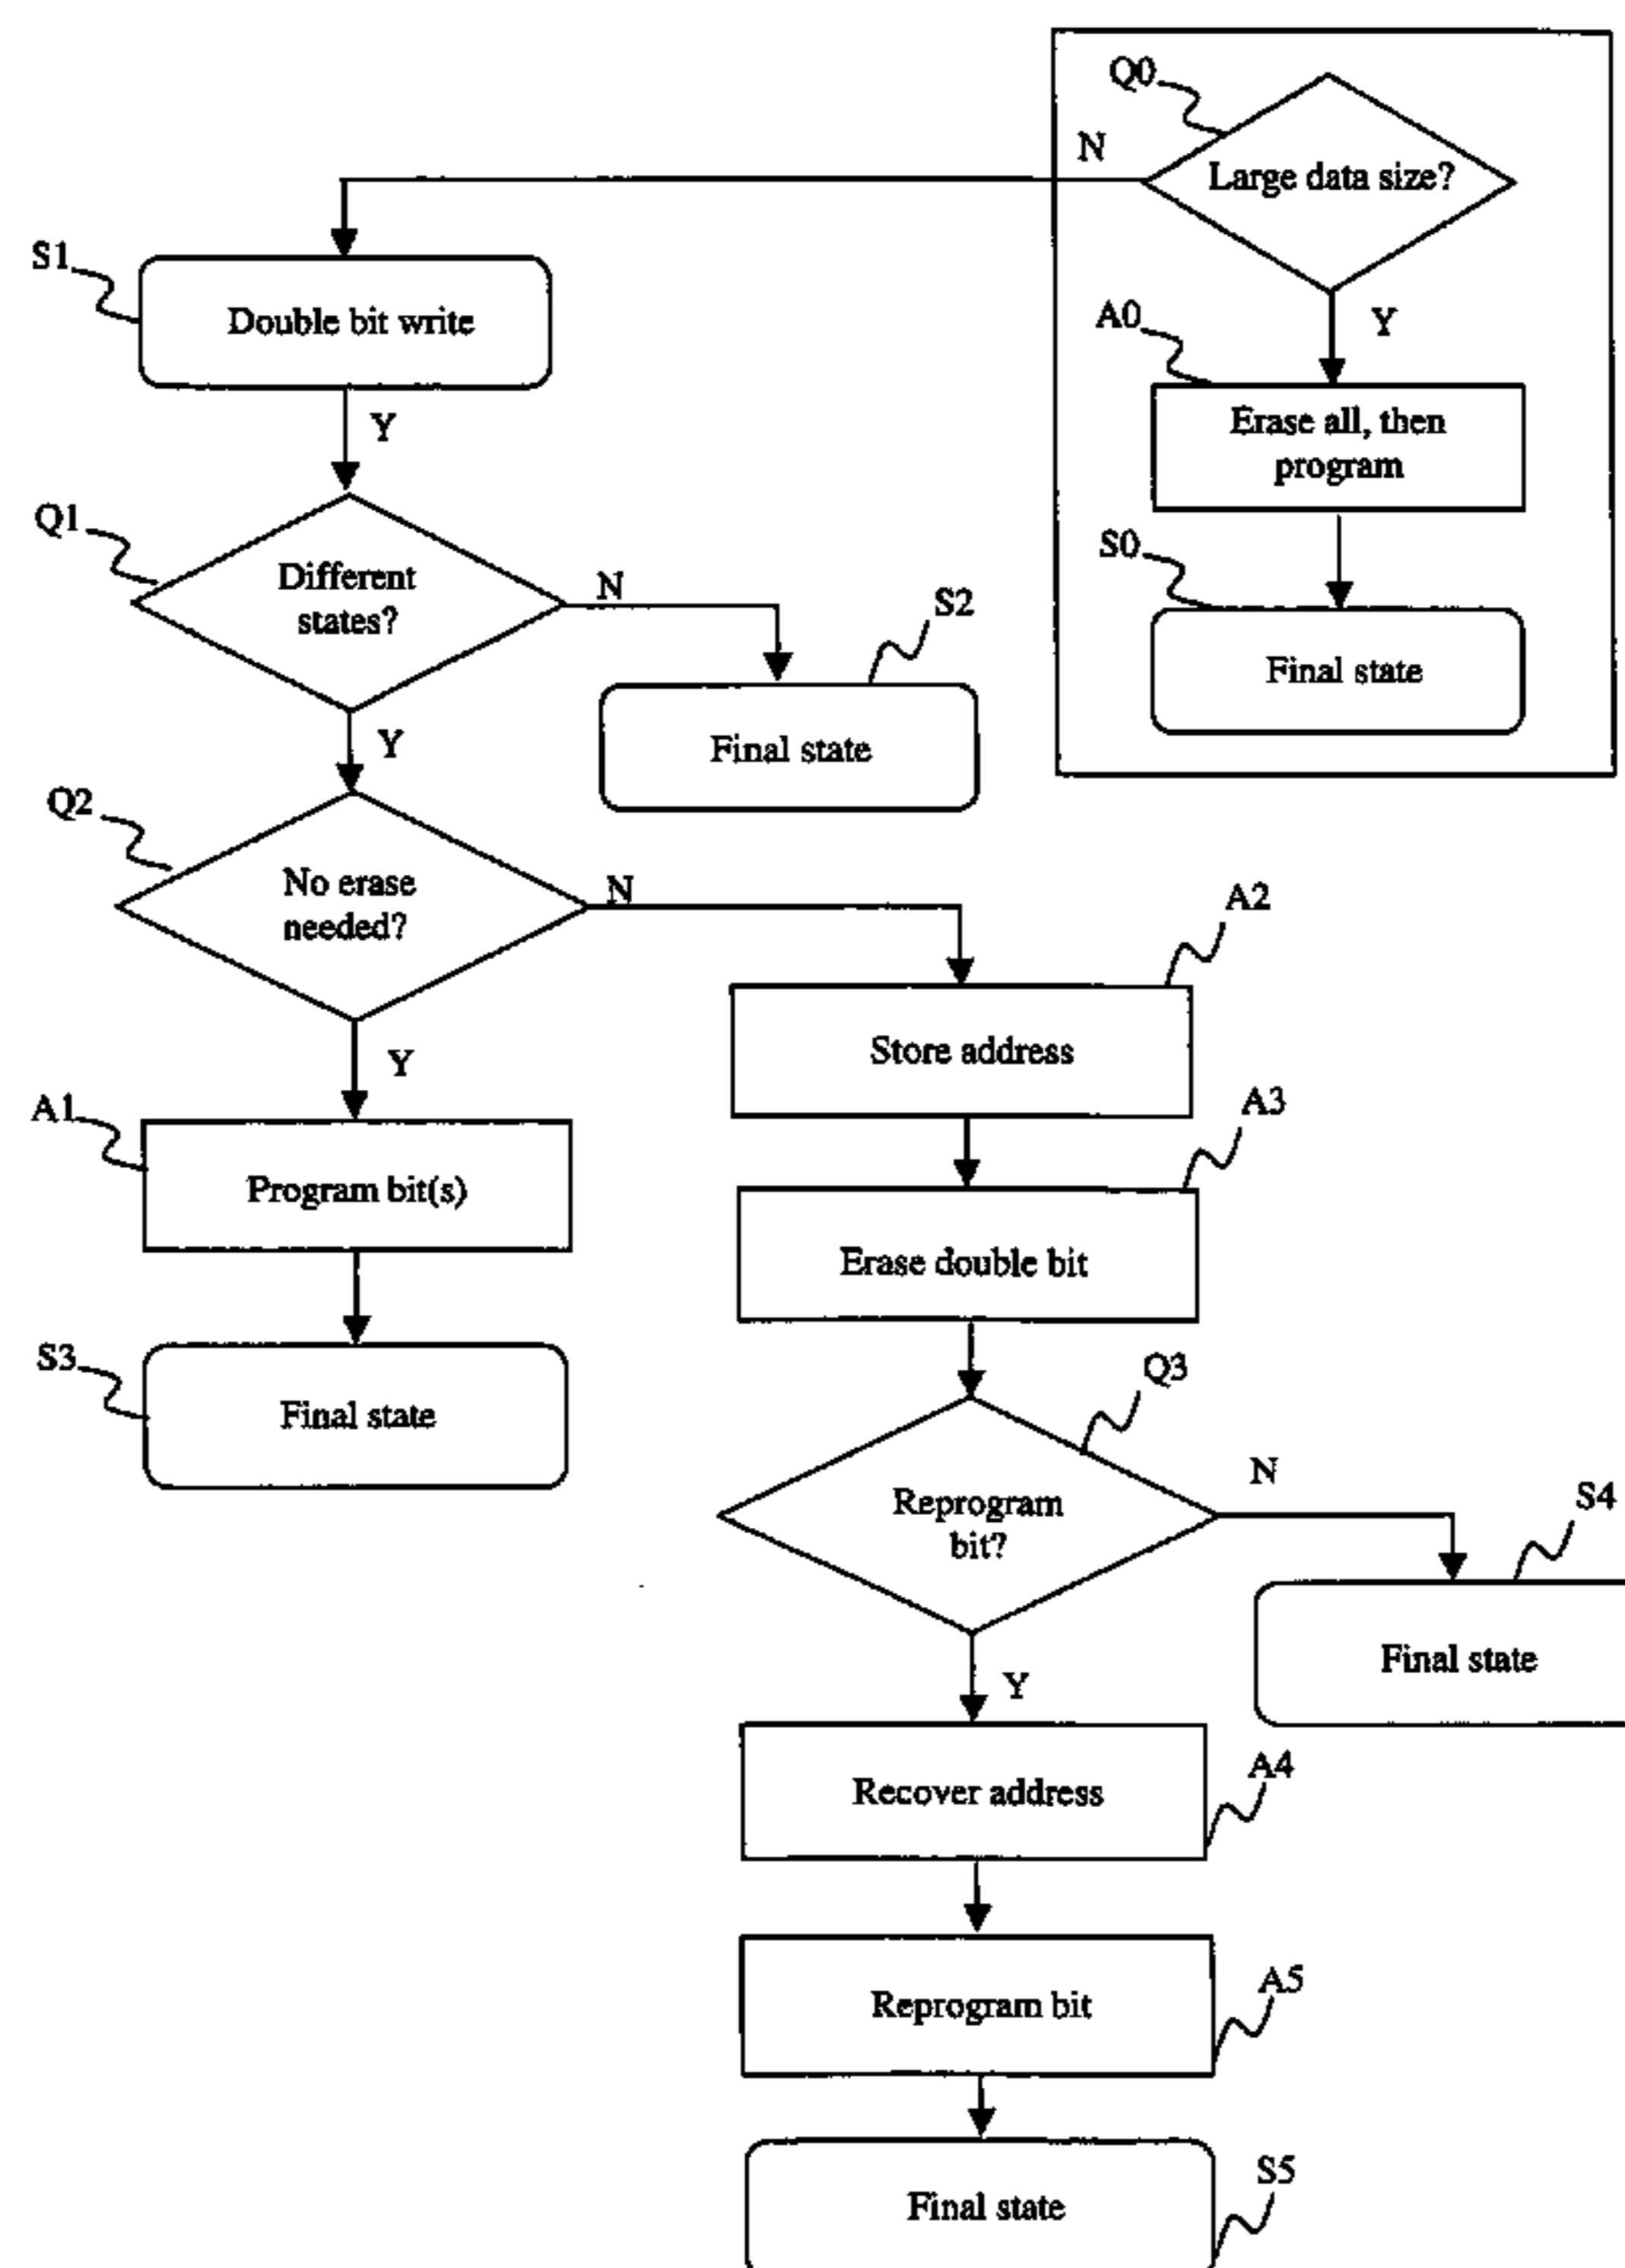 Q0
N
Large data size?
S1
Double bit write
A0
Y
Erase all, then
program
Y
Q1
Different
states?
N
S2
S0
Final state
Final state
Y
Q2
No erase
needed?
N
A2
Store address
Y
A1
Program bit(s)
A3
Erase double bit
S3
Final state
Q3
Reprogram
bit?
N
S4
Final state
Y
Recover address
A4
Reprogram bit
A5
Final state
S5